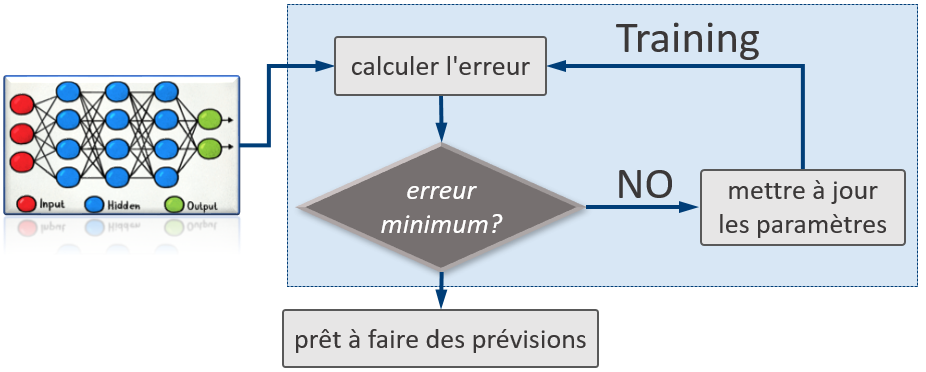 Training
calculer l'erreur
erreur
minimum?
NO
mettre à jour
les paramètres
Input
Hidden
Output
prêt à faire des prévisions